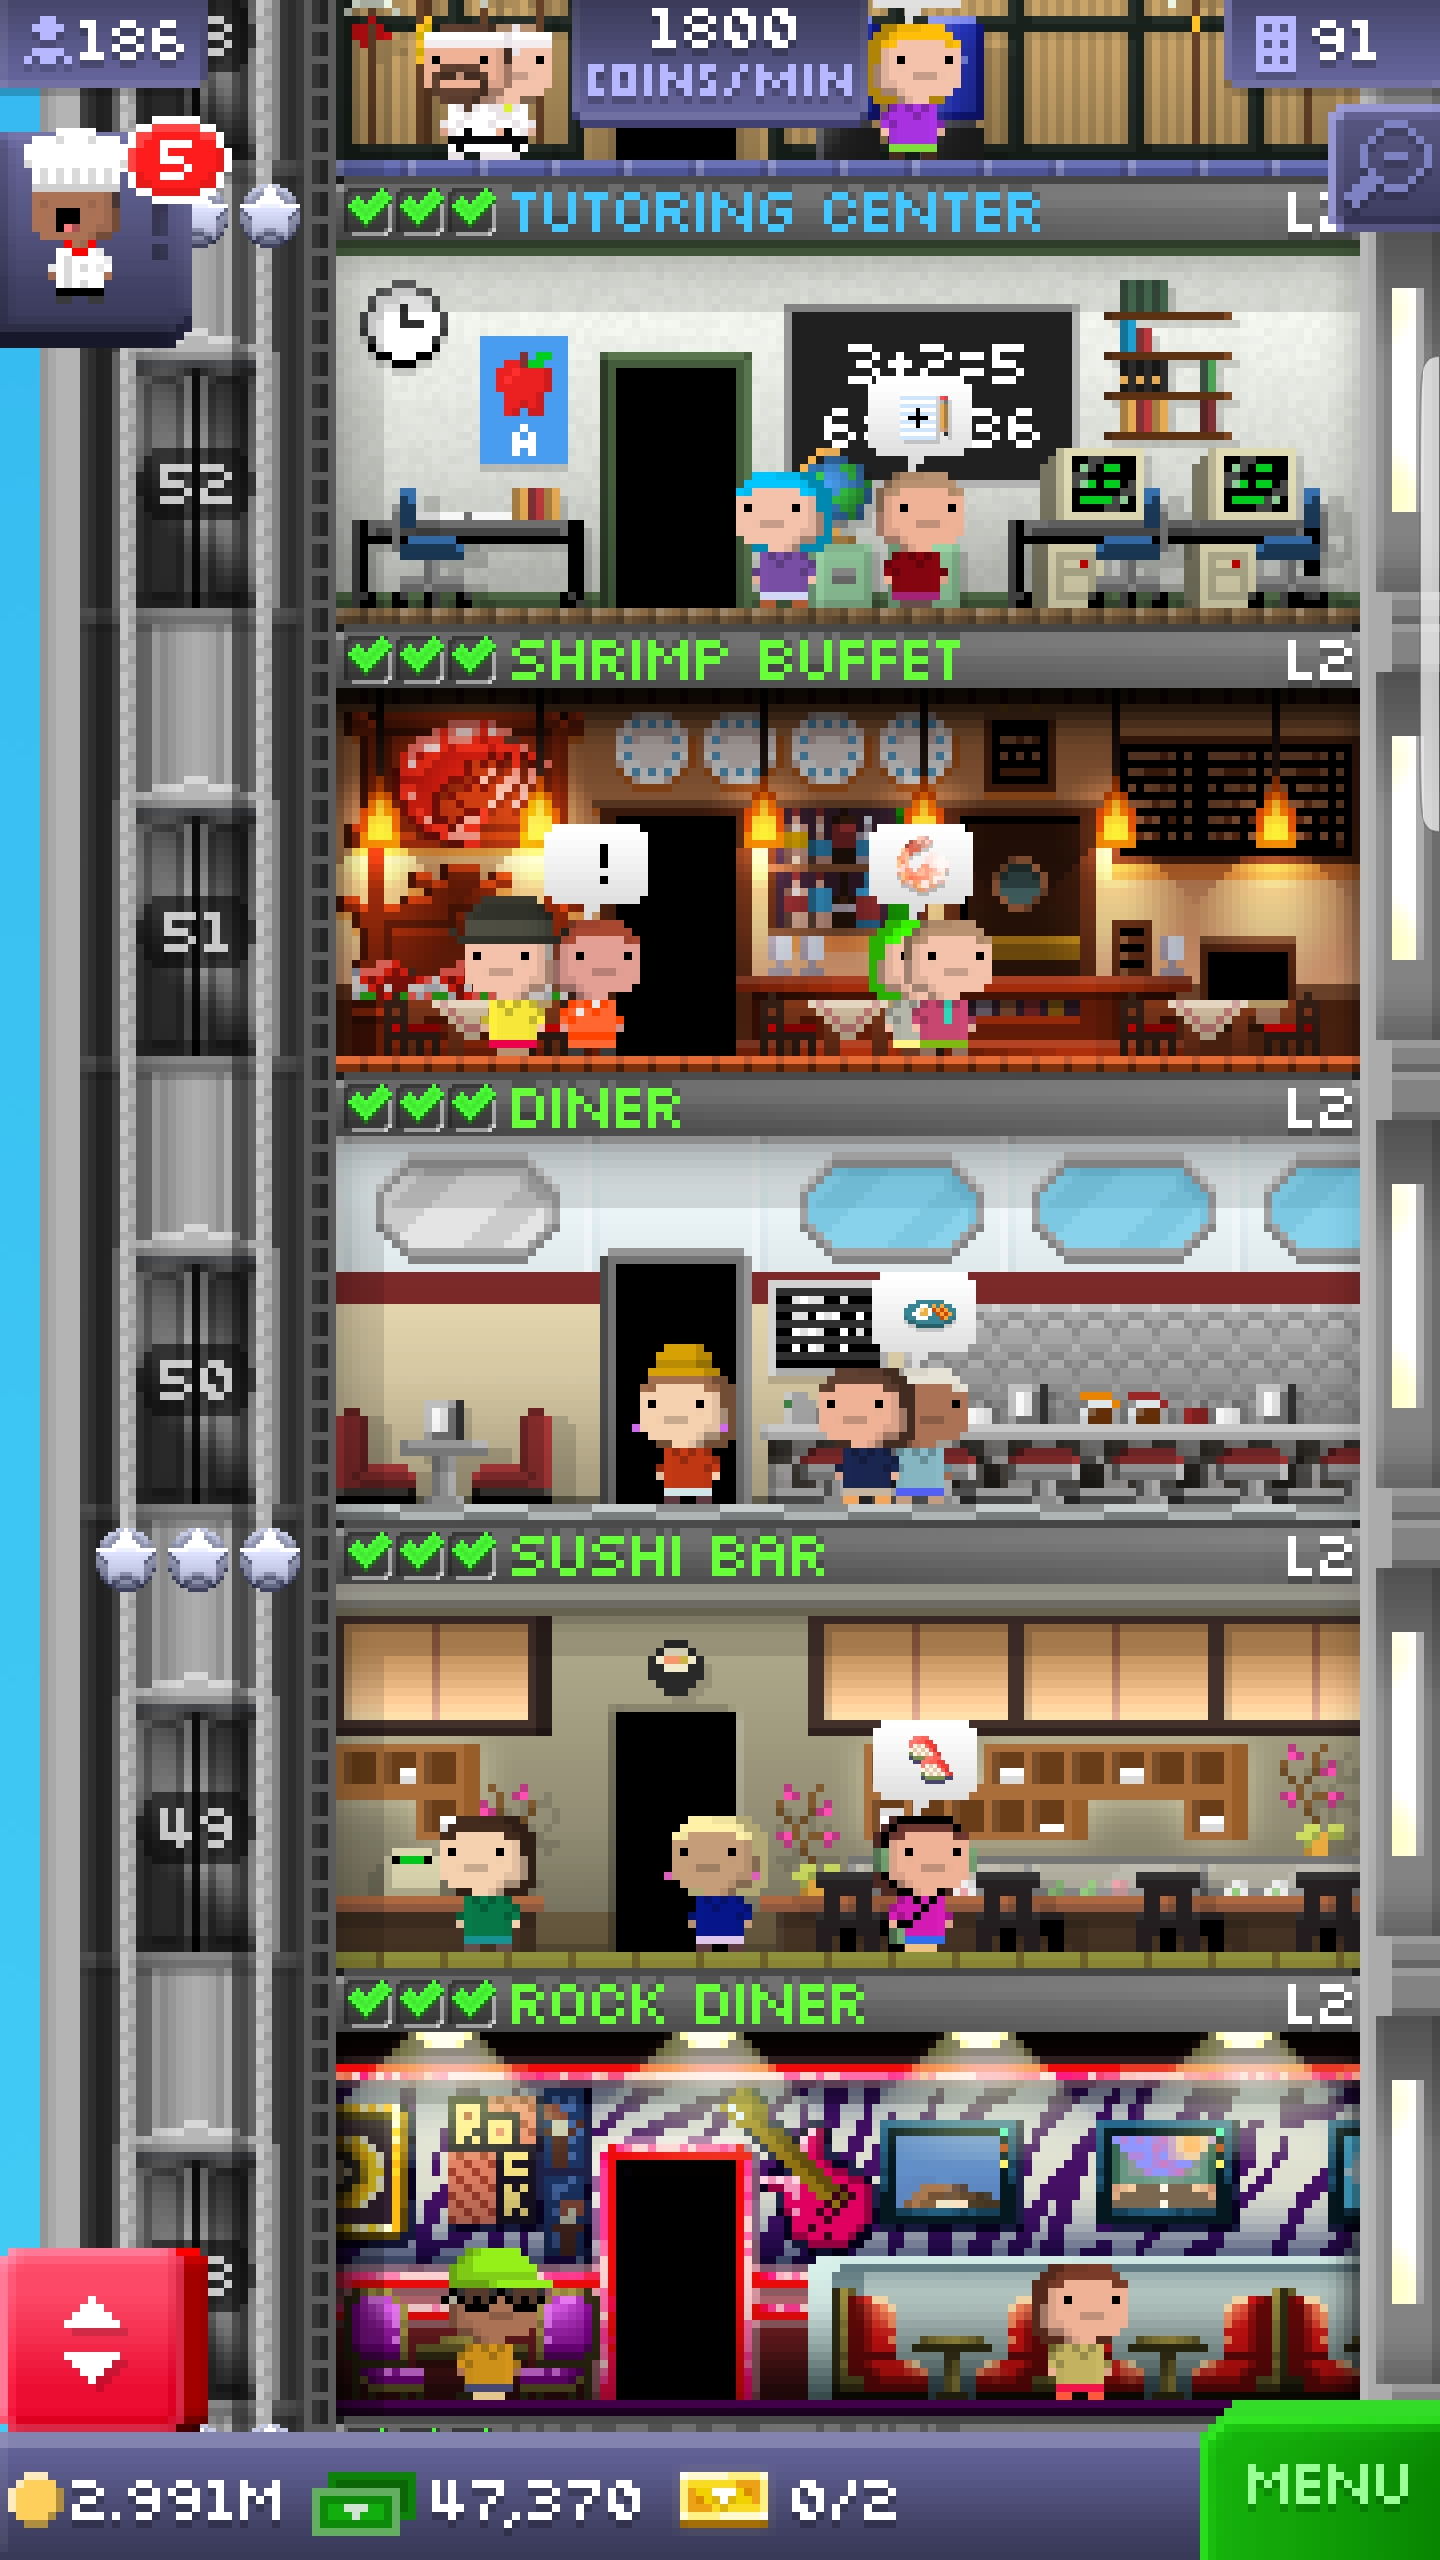 186
1800
COINS/MIN
91
5
TUTORING CENTER
3+2=5
A
52
SHRIMP BUFFET L2
!
51
DINER L2
50
SUSHI BAR L2
49
ROCK DINER L2
ROCK
2.991M
47,370
0/2
MENU